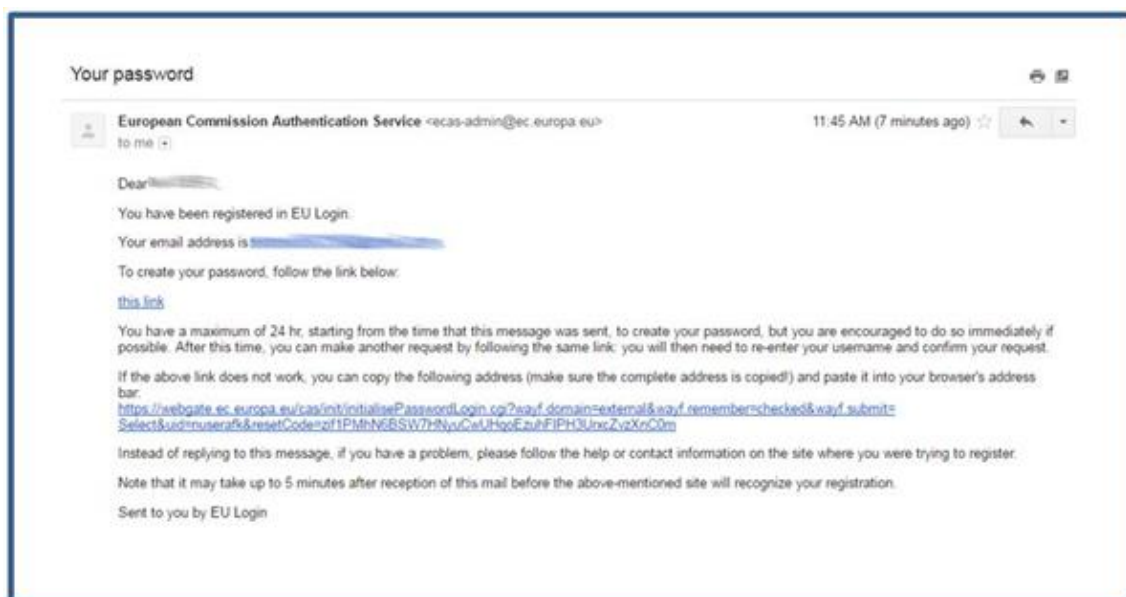 Your password
European Commission Authentication Service <ecas-admin@ec.europa.eu>
11:45 AM (7 minutes ago)
to me
Dear
You have been registered in EU Login.
Your email address is
To create your password, follow the link below:
this link
You have a maximum of 24 hr, starting from the time that this message was sent, to create your password, but you are encouraged to do so immediately if
possible. After this time, you can make another request by following the same link: you will then need to re-enter your username and confirm your request.
If the above link does not work, you can copy the following address (make sure the complete address is copied!) and paste it into your browser's address
bar:
https://webgate.ec.europa.eu/cas/init/initialisePasswordLogin.cgi?wayf.domain=external&wayf.remember=checked&wayf.submit=
Instead of replying to this message, if you have a problem, please follow the help or contact information on the site where you were trying to register.
Note that it may take up to 5 minutes after reception of this mail before the above-mentioned site will recognize your registration.
Sent to you by EU Login